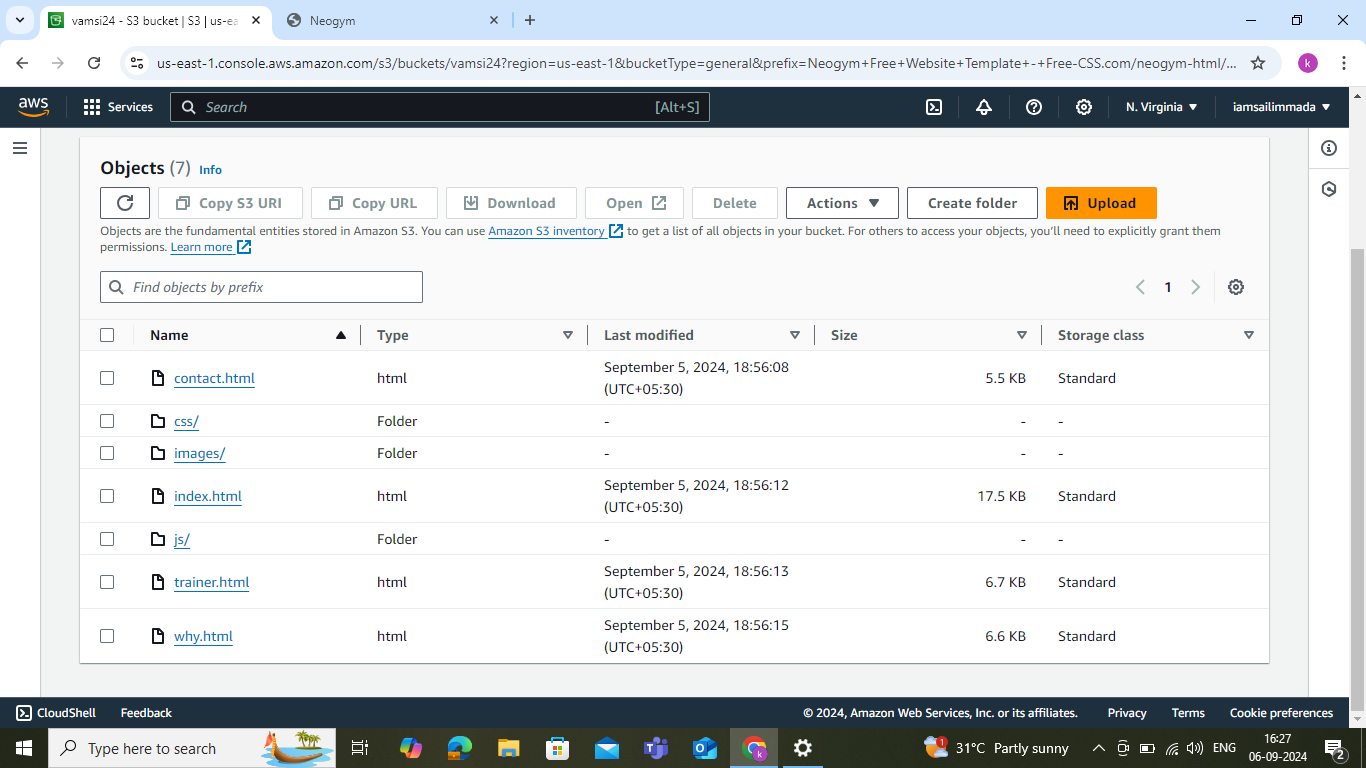 vamsi24 - S3 bucket | S3 | us-ea
Neogym
us-east-1.console.aws.amazon.com/s3/buckets/vamsi24?region=us-east-1&bucketType=general&prefix=Neogym+Free+Website+Template+-+Free-CSS.com/neogym-html/...
k
aws
Services
Search
[Alt+S]
N. Virginia
iamsailimmada
Objects (7)
Info
Copy S3 URI
Copy URL
Download
Open
Delete
Actions
Create folder
Upload
Objects are the fundamental entities stored in Amazon S3. You can use Amazon S3 inventory to get a list of all objects in your bucket. For others to access your objects, you'll need to explicitly grant them
permissions. Learn more
Find objects by prefix
1
Name Type Last modified Size Storage class
contact.html html September 5, 2024, 18:56:08 (UTC+05:30) 5.5 KB Standard
css/ Folder - - -
images/ Folder - - -
index.html html September 5, 2024, 18:56:12 (UTC+05:30) 17.5 KB Standard
js/ Folder - - -
trainer.html html September 5, 2024, 18:56:13 (UTC+05:30) 6.7 KB Standard
why.html html September 5, 2024, 18:56:15 (UTC+05:30) 6.6 KB Standard
CloudShell
Feedback
© 2024, Amazon Web Services, Inc. or its affiliates.
Privacy
Terms
Cookie preferences
Type here to search
k
1
31°C Partly sunny
ENG
16:27
06-09-2024
2